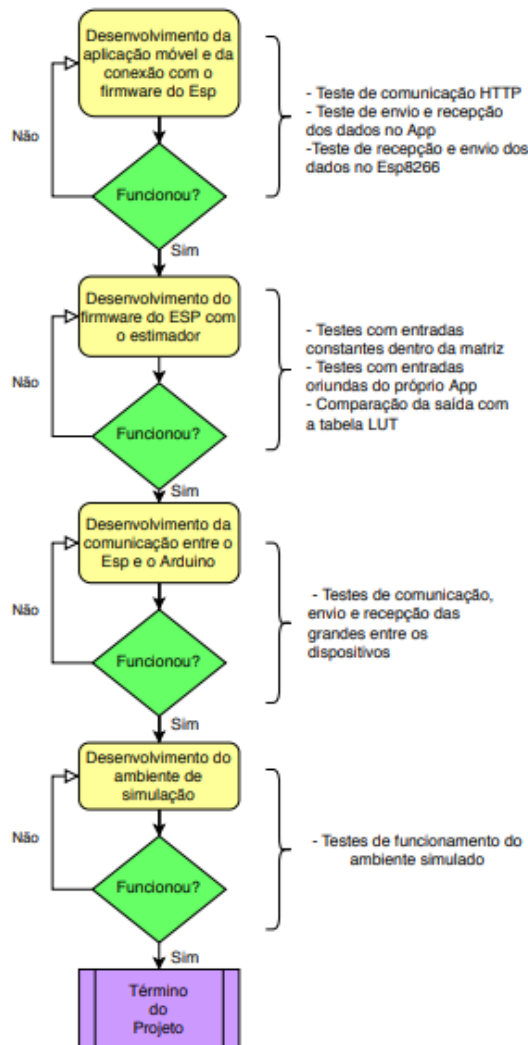 Desenvolvimento da
aplicação móvel e da
conexão com o
firmware do Esp
- Teste de comunicação HTTP
- Teste de envio e recepção
dos dados no App
-Teste de recepção e envio dos
dados no Esp8266
Não
Funcionou?
Sim
Desenvolvimento do
firmware do ESP com
o estimador
- Testes com entradas
constantes dentro da matriz
- Testes com entradas
oriundas do próprio App
- Comparação da saída com
a tabela LUT
Não
Funcionou?
Sim
Desenvolvimento da
comunicação entre o
Esp e o Arduino
- Testes de comunicação,
envio e recepção das
grandes entre os
dispositivos
Não
Funcionou?
Sim
Desenvolvimento do
ambiente de
simulação
- Testes de funcionamento do
ambiente simulado
Não
Funcionou?
Sim
Término
do
Projeto